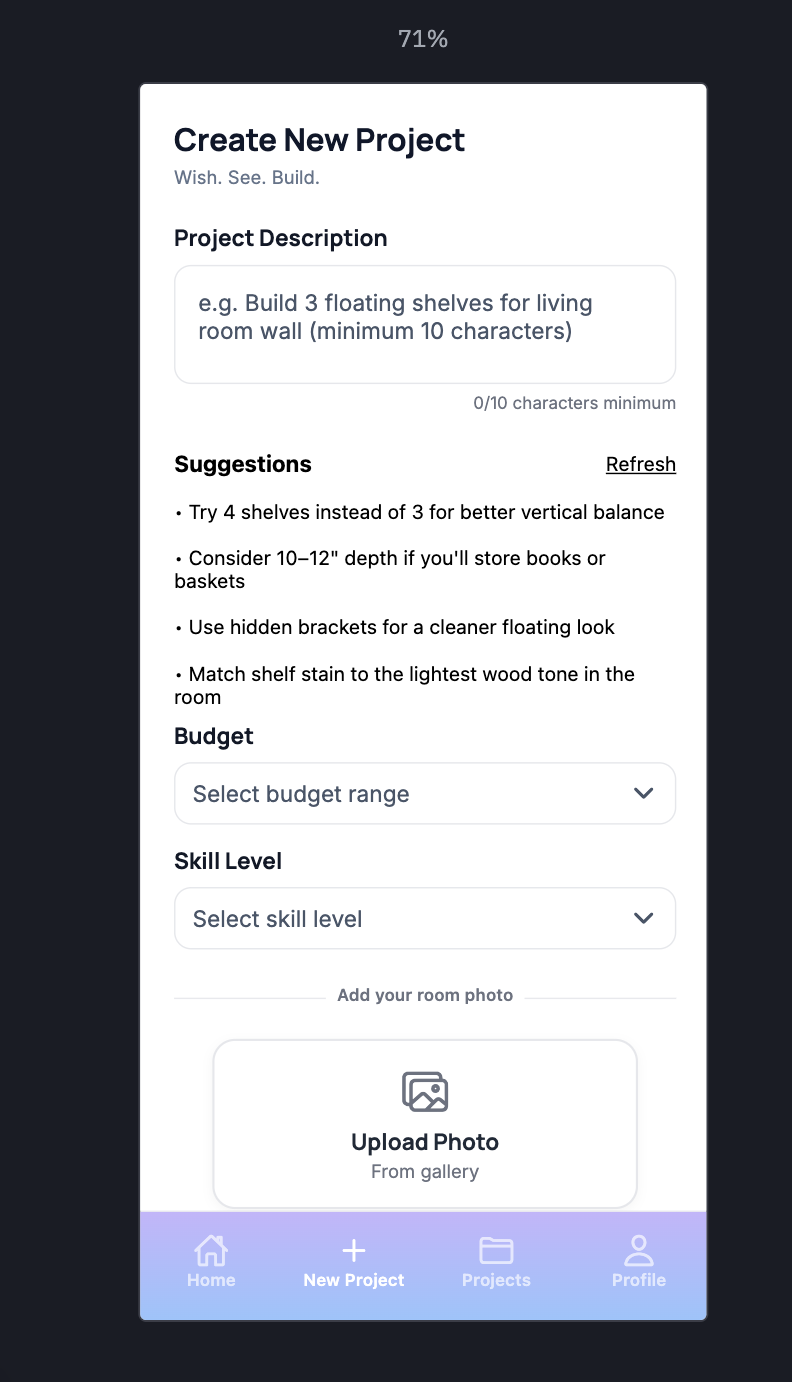 71%
Create New Project
Wish. See. Build.
Project Description
e.g. Build 3 floating shelves for living
room wall (minimum 10 characters)
0/10 characters minimum
Suggestions
Refresh
• Try 4 shelves instead of 3 for better vertical balance
• Consider 10–12" depth if you'll store books or
baskets
• Use hidden brackets for a cleaner floating look
• Match shelf stain to the lightest wood tone in the
room
Budget
Select budget range
Skill Level
Select skill level
Add your room photo
Upload Photo
From gallery
Home
New Project
Projects
Profile